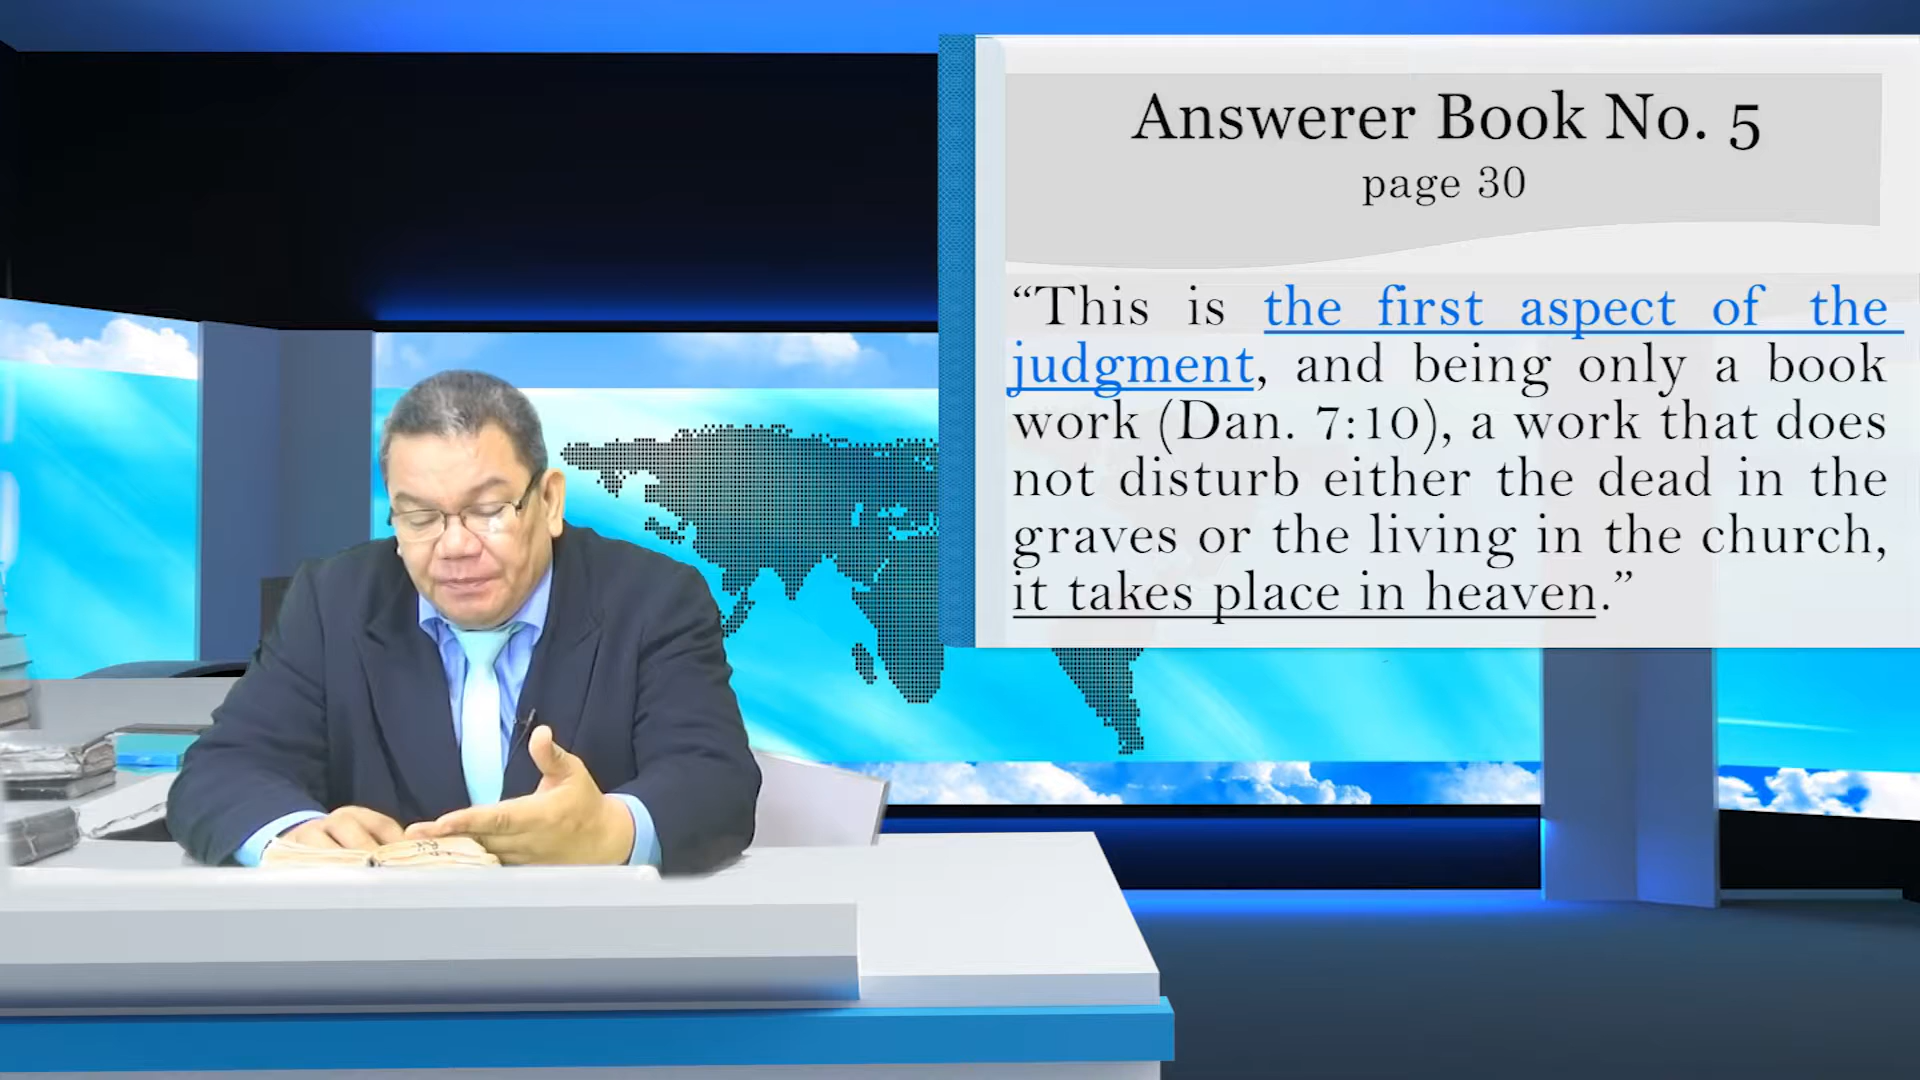 Answerer Book No. 5
page 30
“This is the first aspect of the
judgment, and being only a book
work (Dan. 7:10), a work that does
not disturb either the dead in the
graves or the living in the church,
it takes place in heaven.”